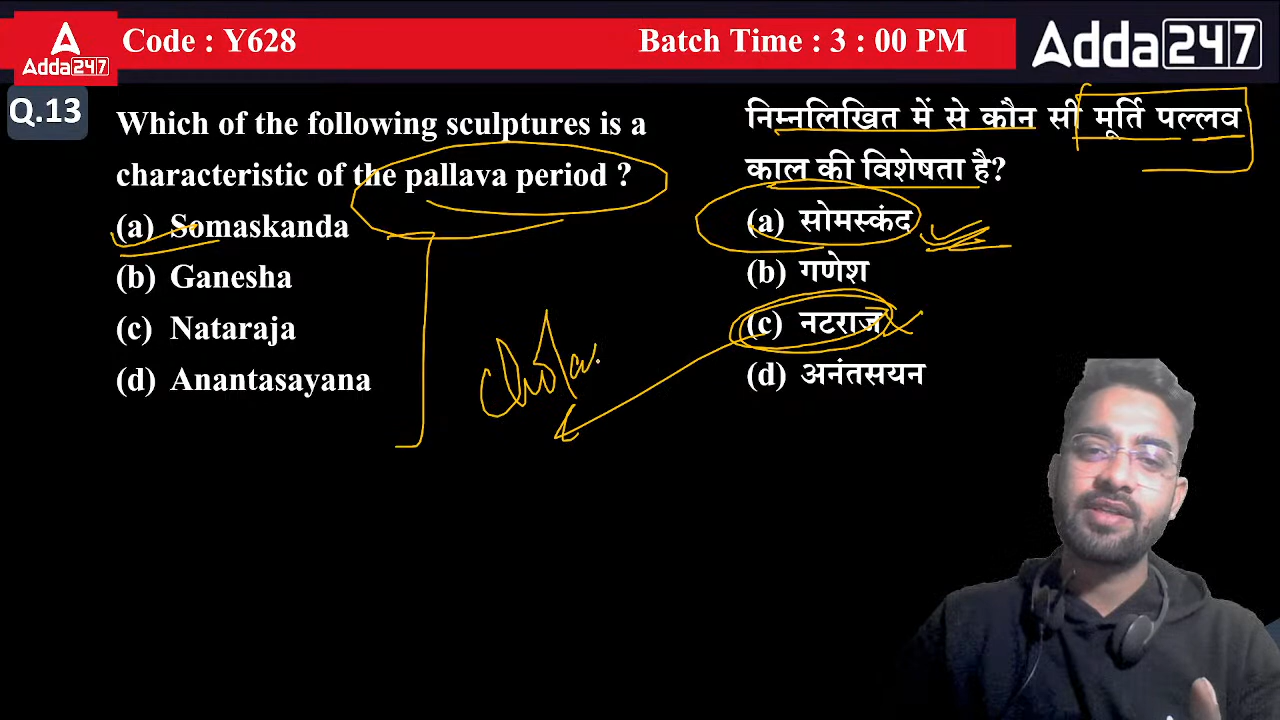 Adda247
Code : Y628
Batch Time : 3 : 00 PM
Adda247
Q.13
Which of the following sculptures is a
characteristic of the pallava period ?
(a) Somaskanda
(b) Ganesha
(c) Nataraja
(d) Anantasayana
निम्नलिखित में से कौन सी मूर्ति पल्लव
काल की विशेषता है?
(a) सोमस्कंद
(b) गणेश
(c) नटराज
(d) अनंतसयन
chola